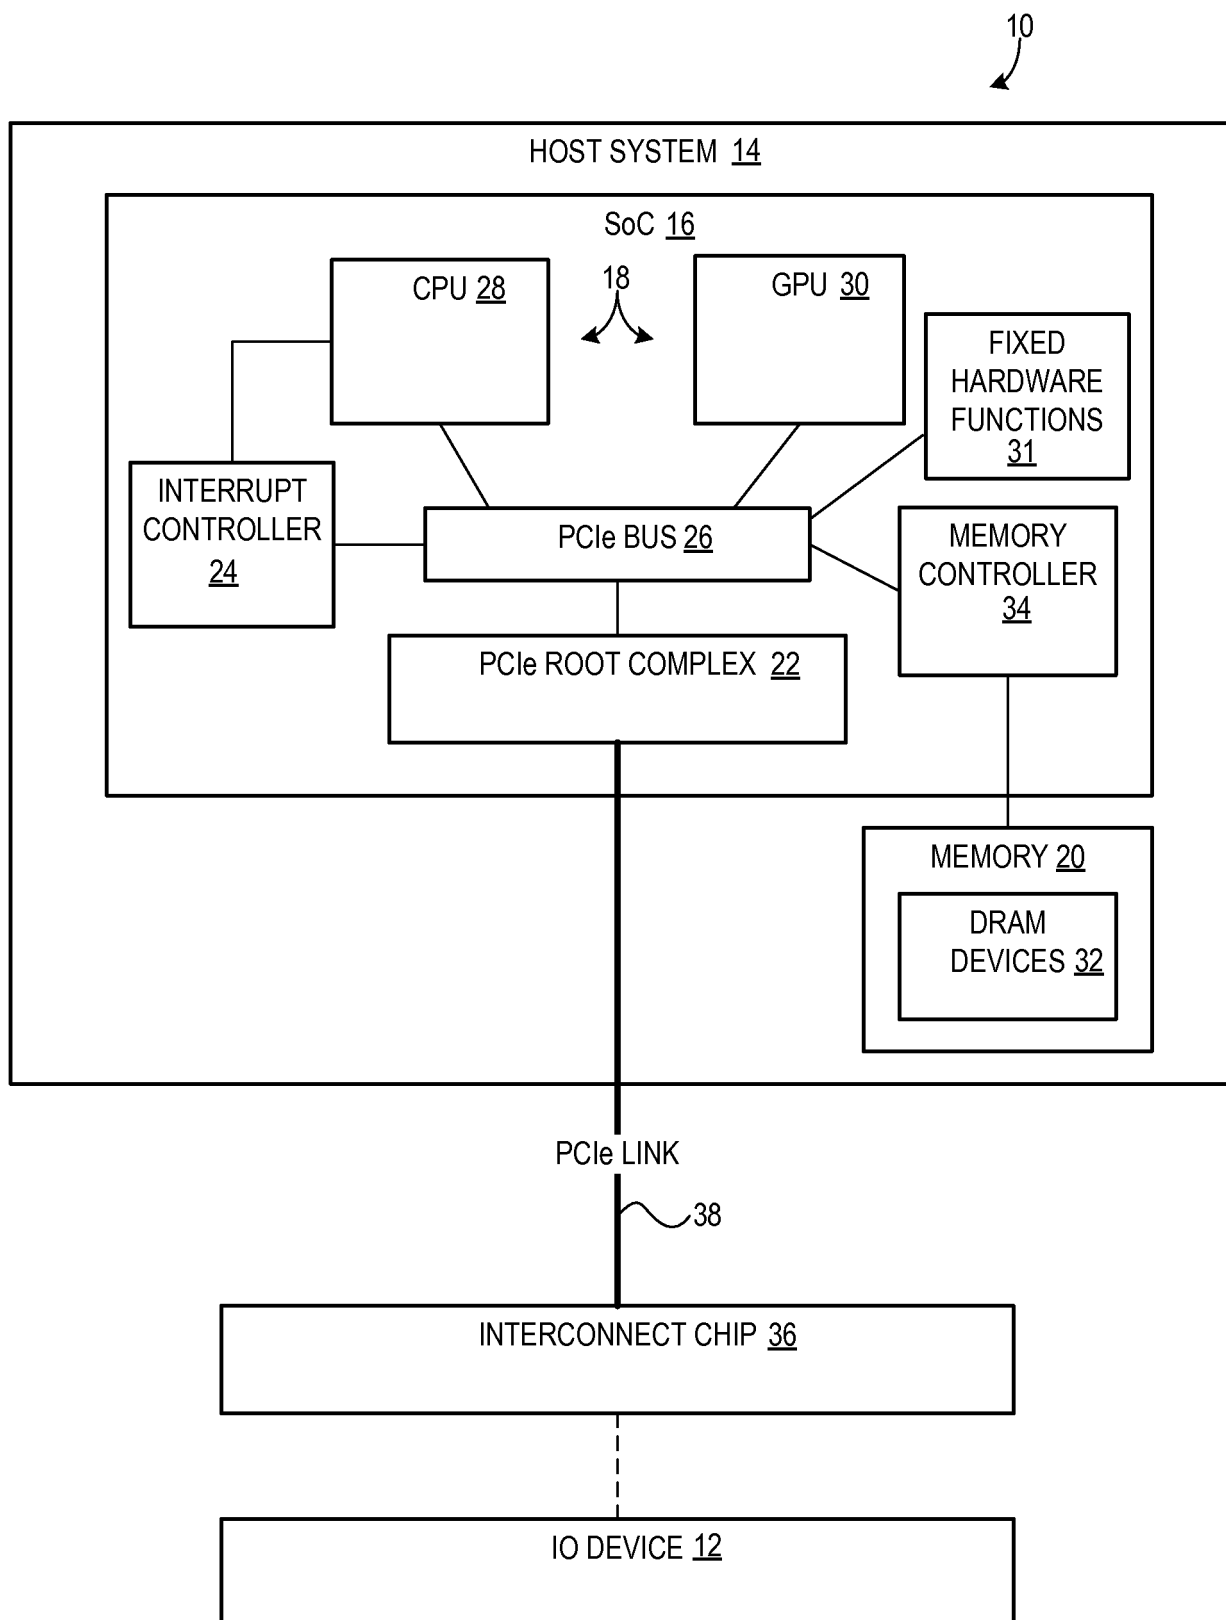 10
HOST SYSTEM 14
SoC 16
CPU 28
18
GPU 30
FIXED
HARDWARE
FUNCTIONS
31
INTERRUPT
CONTROLLER
24
PCIe BUS 26
MEMORY
CONTROLLER
34
PCIe ROOT COMPLEX 22
MEMORY 20
DRAM
DEVICES 32
PCIe LINK
38
INTERCONNECT CHIP 36
IO DEVICE 12